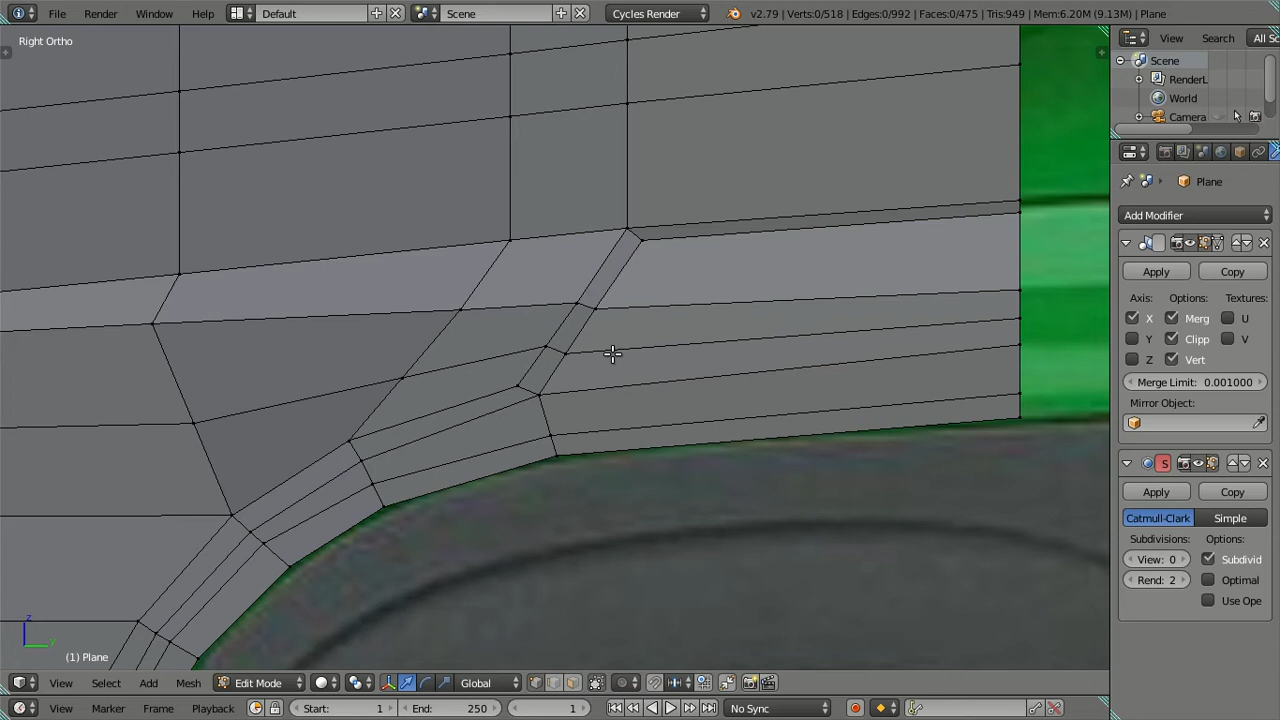 File Render Window Help Default Scene Cycles Render v2.79 | Verts:0/518 | Edges:0/992 | Faces:0/475 | Tris:949 | Mem:6.20M (9.13M) | Plane
Right Ortho
View Search All Sc
Scene
RenderL
World
Camera
Plane
Add Modifier
Apply Copy
Axis: Options: Textures:
X Merg U
Y Clipp V
Z Vert
Merge Limit: 0.001000
Mirror Object:
S
Apply Copy
Catmull-Clark Simple
Subdivisions: Options:
View: 0 Subdivid
Rend: 2 Optimal
Use Ope
z
y
(1) Plane
View Select Add Mesh Edit Mode Global
View Marker Frame Playback Start: 1 End: 250 1 No Sync